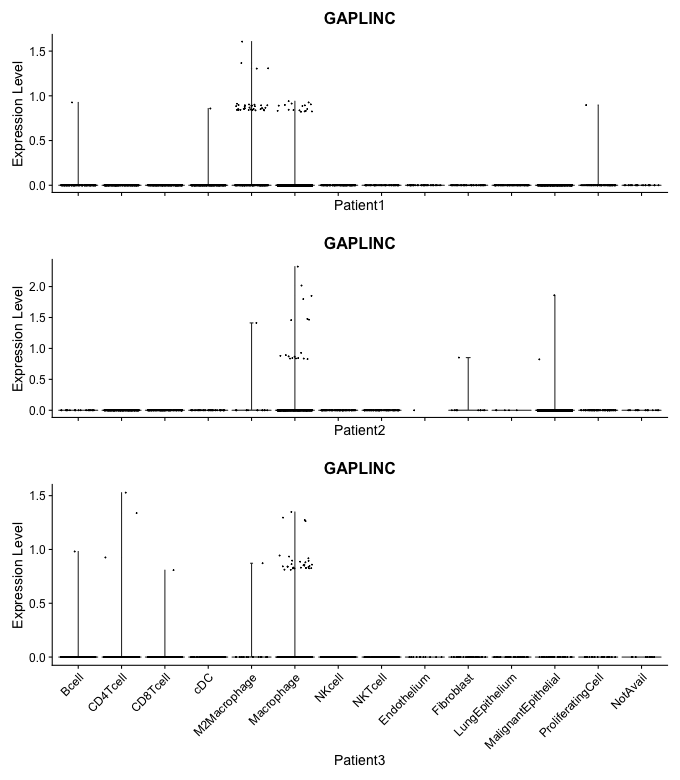 GAPLINC
Expression Level
1.5
1.0
0.5
0.0
Patient1
GAPLINC
Expression Level
2.0
1.5
1.0
0.5
0.0
Patient2
GAPLINC
Expression Level
1.5
1.0
0.5
0.0
Bcell
CD4Tcell
CD8Tcell
cDC
M2Macrophage
Macrophage
NKcell
NKTcell
Endothelium
Fibroblast
LungEpithelium
MalignantEpithelial
ProliferatingCell
NotAvail
Patient3